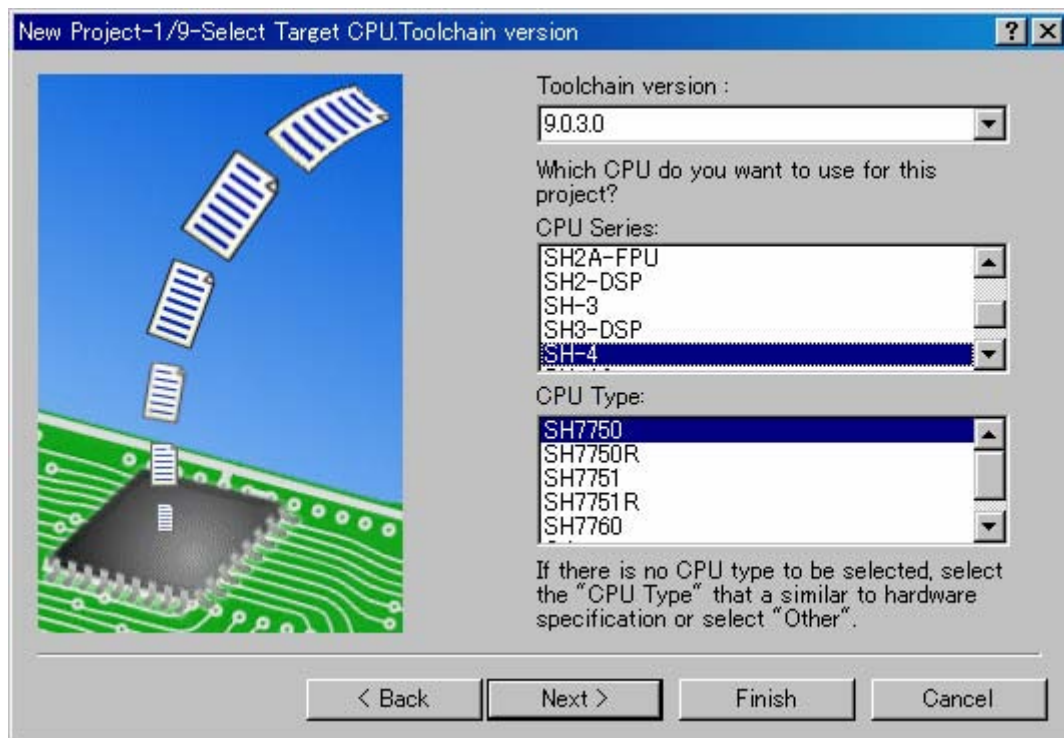 New Project-1/9-Select Target CPU.Toolchain version
Toolchain version :
9.0.3.0
Which CPU do you want to use for this
project?
CPU Series:
SH2A-FPU
SH2-DSP
SH-3
SH3-DSP
SH-4
CPU Type:
SH7750
SH7750R
SH7751
SH7751R
SH7760
If there is no CPU type to be selected, select
the "CPU Type" that a similar to hardware
specification or select "Other".
< Back
Next >
Finish
Cancel